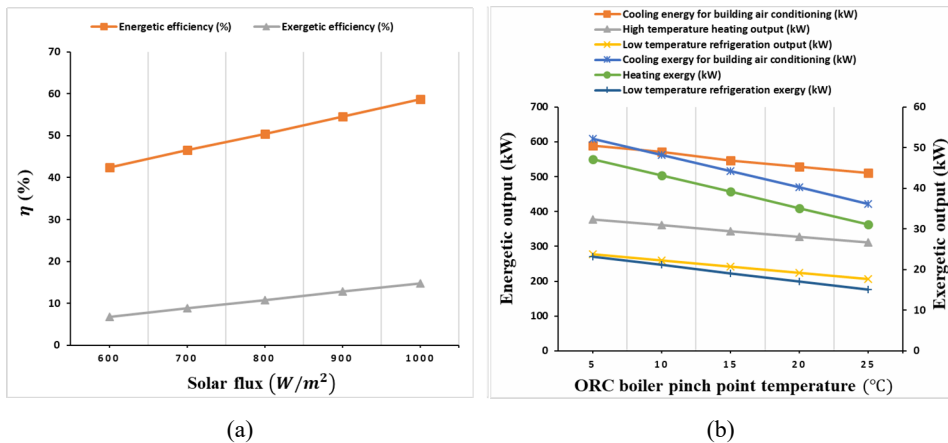 (a)
Energetic efficiency (%)
Exergetic efficiency (%)
70
60
50
40
30
20
10
0
η (%)
600 700 800 900 1000
Solar flux (W/m²)
(b)
Cooling energy for building air conditioning (kW)
High temperature heating output (kW)
Low temperature refrigeration output (kW)
Cooling exergy for building air conditioning (kW)
Heating exergy (kW)
Low temperature refrigeration exergy (kW)
700
600
500
400
300
200
100
0
Energetic output (kW)
60
50
40
30
20
10
0
Exergetic output (kW)
5 10 15 20 25
ORC boiler pinch point temperature (℃)
(a)
(b)